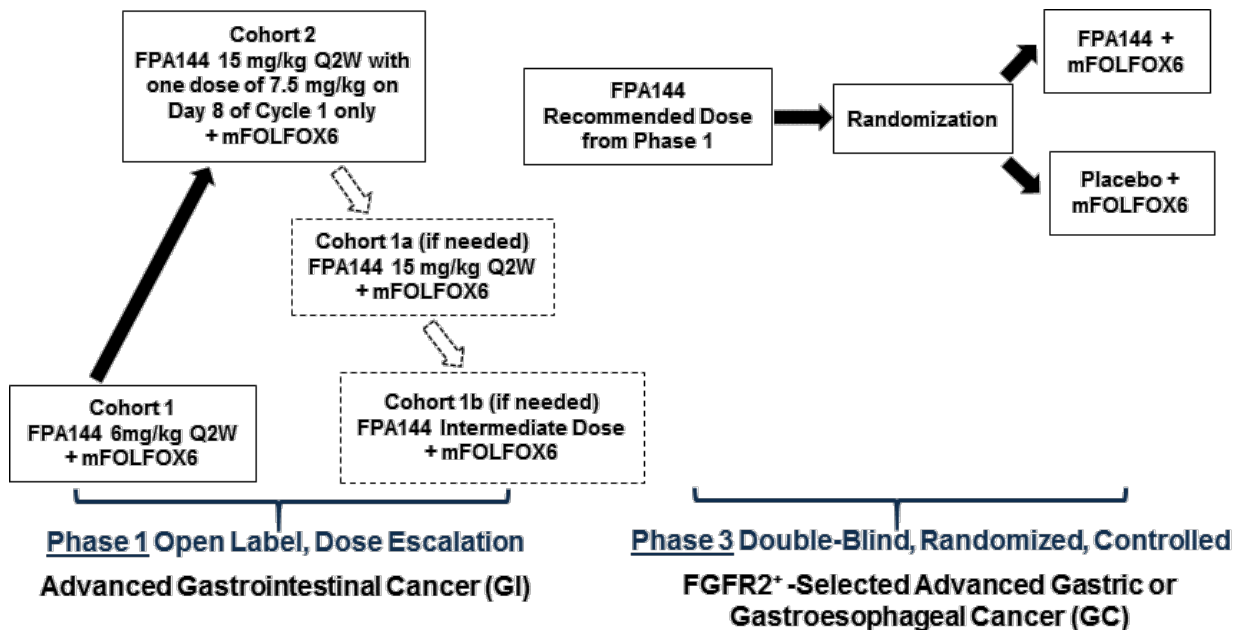 Cohort 2
FPA144 15 mg/kg Q2W with
one dose of 7.5 mg/kg on
Day 8 of Cycle 1 only
+ mFOLFOX6
Cohort 1a (if needed)
FPA144 15 mg/kg Q2W
+ mFOLFOX6
Cohort 1
FPA144 6mg/kg Q2W
+ mFOLFOX6
Cohort 1b (if needed)
FPA144 Intermediate Dose
+ mFOLFOX6
Phase 1 Open Label, Dose Escalation
Advanced Gastrointestinal Cancer (GI)
FPA144
Recommended Dose
from Phase 1
Randomization
FPA144 +
mFOLFOX6
Placebo +
mFOLFOX6
Phase 3 Double-Blind, Randomized, Controlled
FGFR2⁺ -Selected Advanced Gastric or
Gastroesophageal Cancer (GC)